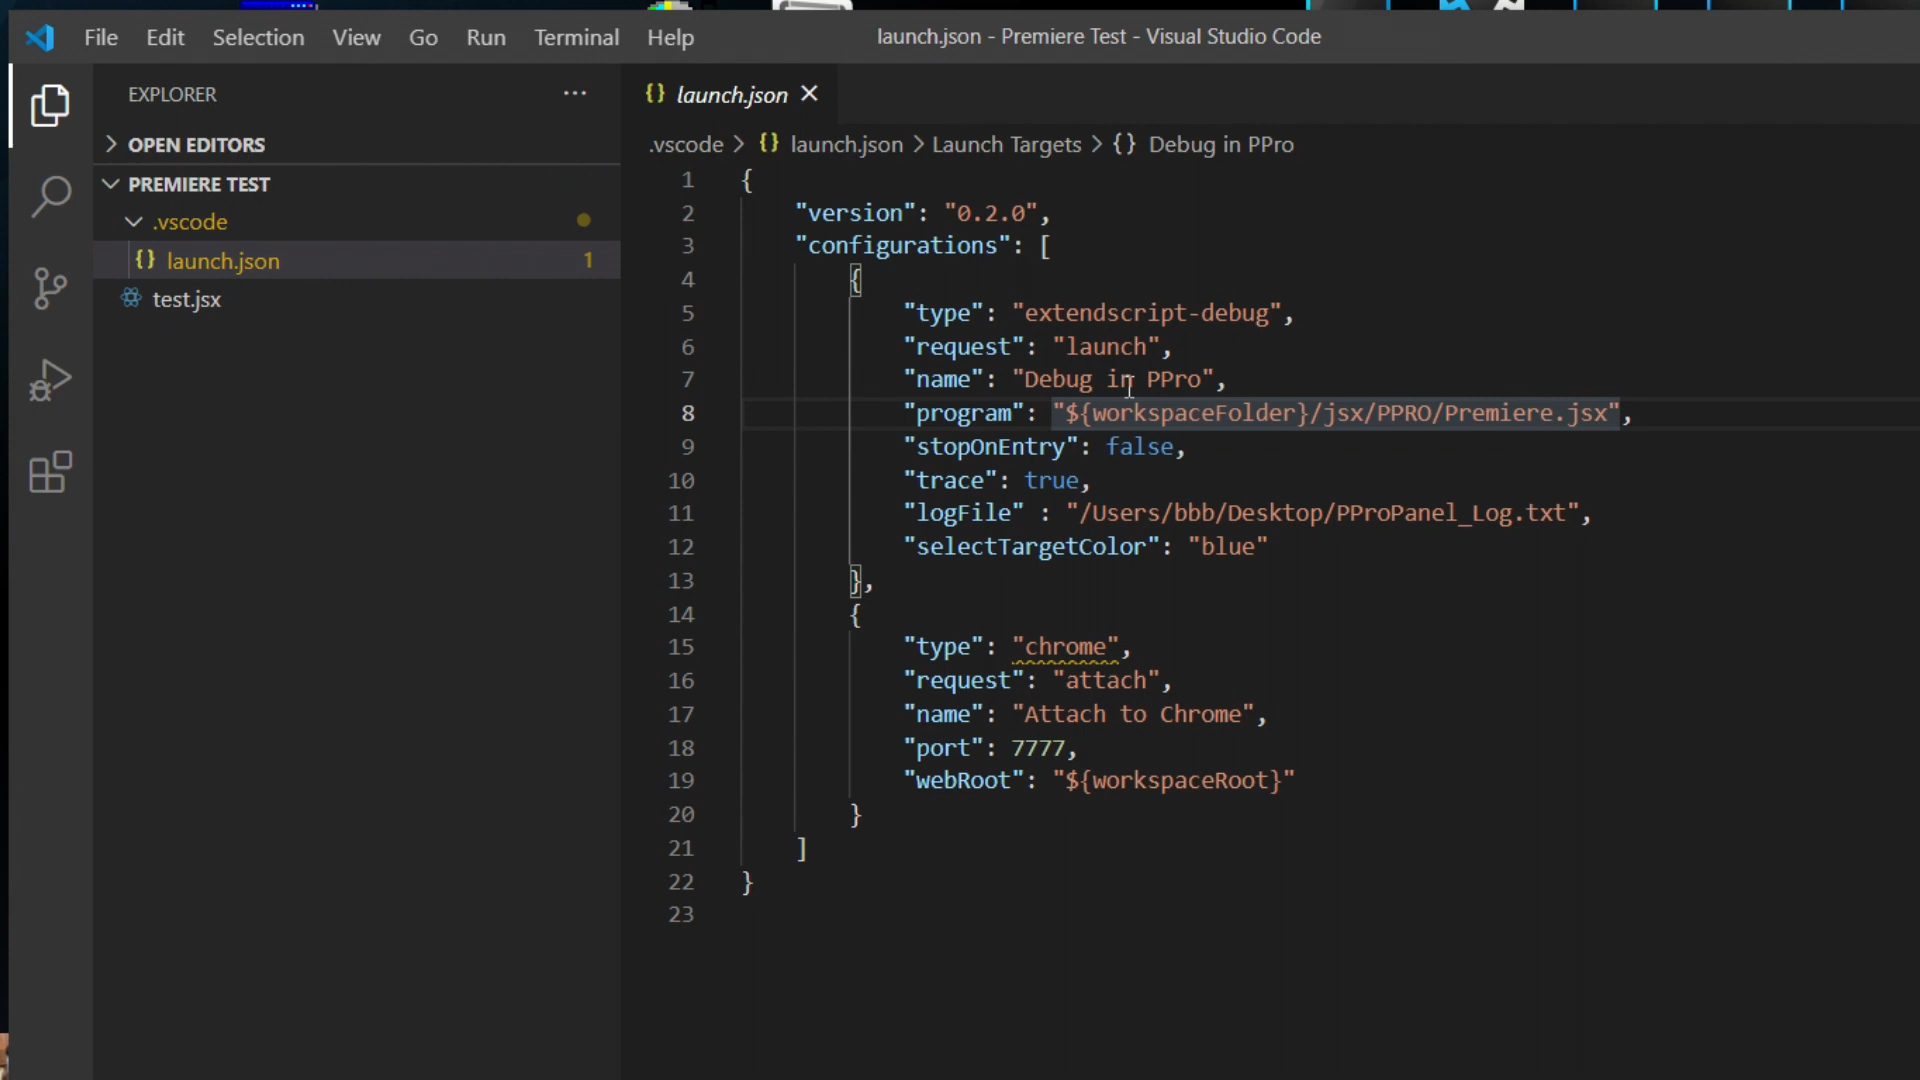 File Edit Selection View Go Run Terminal Help launch.json - Premiere Test - Visual Studio Code
EXPLORER ···
OPEN EDITORS
PREMIERE TEST
.vscode
{} launch.json 1
test.jsx
{} launch.json
.vscode > {} launch.json > Launch Targets > {} Debug in PPro
1 {
2 "version": "0.2.0",
3 "configurations": [
4 {
5 "type": "extendscript-debug",
6 "request": "launch",
7 "name": "Debug in PPro",
8 "program": "${workspaceFolder}/jsx/PPRO/Premiere.jsx",
9 "stopOnEntry": false,
10 "trace": true,
11 "logFile" : "/Users/bbb/Desktop/PProPanel_Log.txt",
12 "selectTargetColor": "blue"
13 },
14 {
15 "type": "chrome",
16 "request": "attach",
17 "name": "Attach to Chrome",
18 "port": 7777,
19 "webRoot": "${workspaceRoot}"
20 }
21 ]
22 }
23